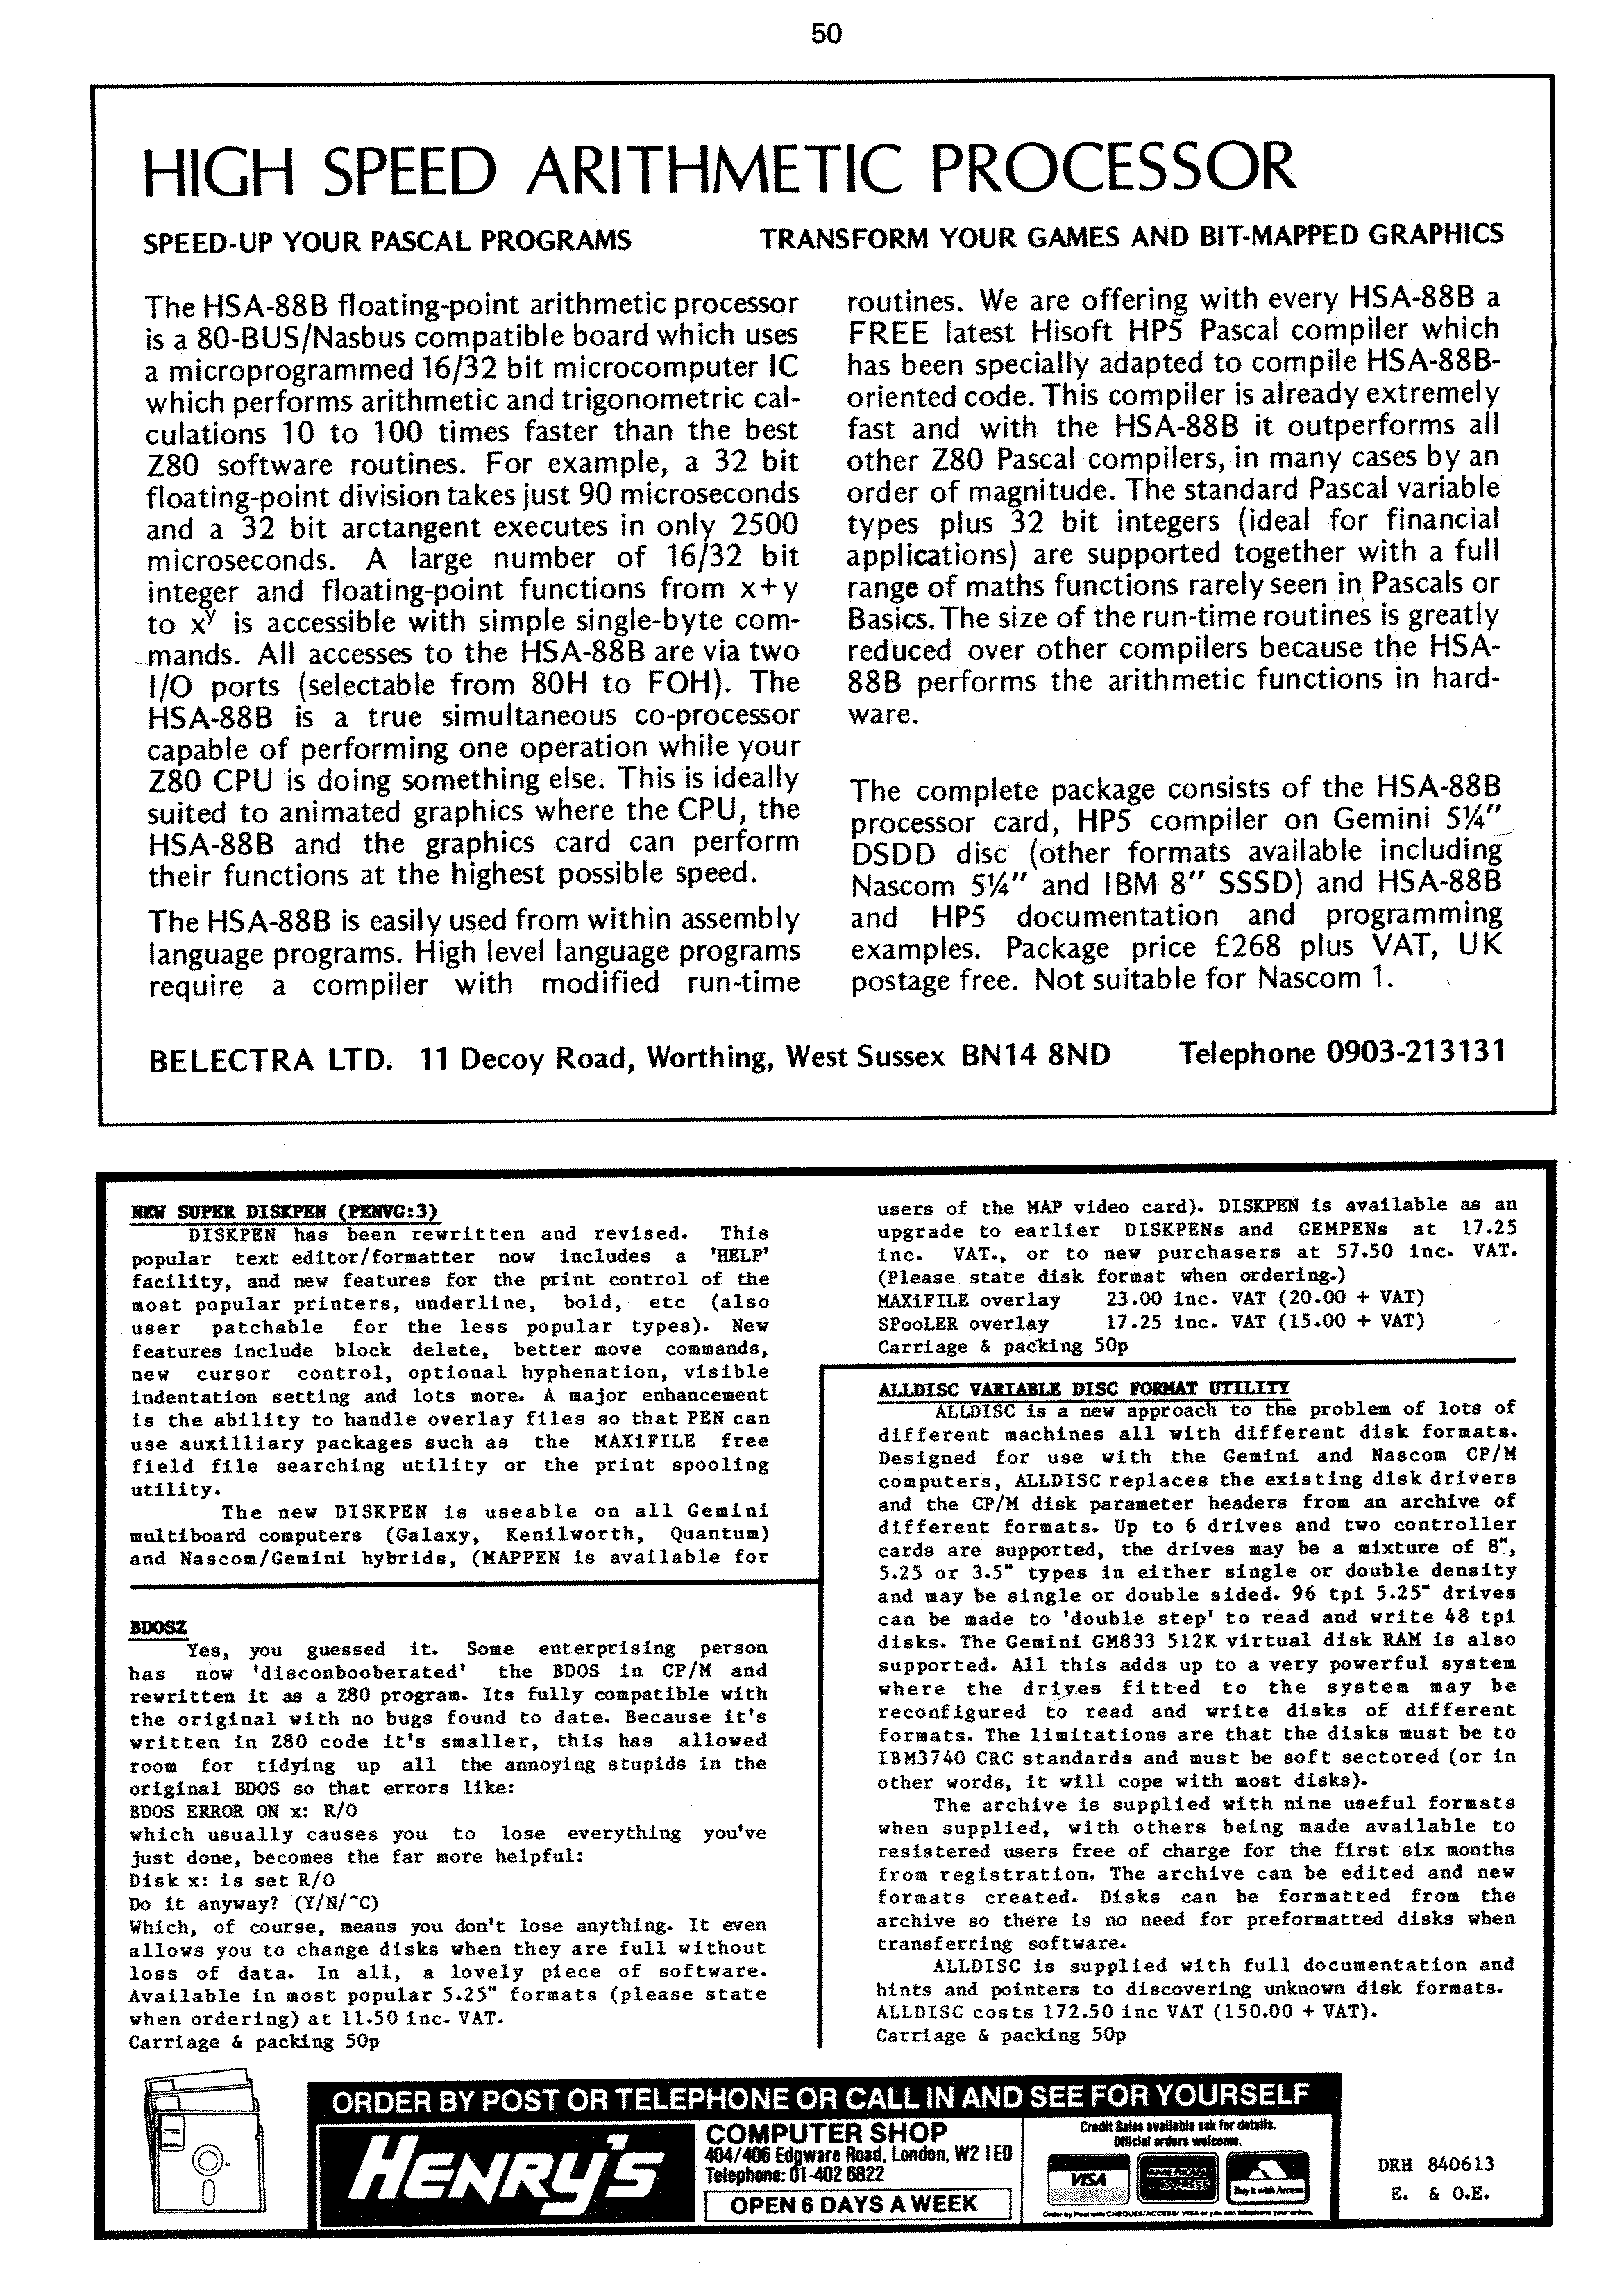 50
HIGH SPEED ARITHMETIC PROCESSOR
SPEED-UP YOUR PASCAL PROGRAMS
TRANSFORM YOUR GAMES AND BIT-MAPPED GRAPHICS
The HSA-88B floating-point arithmetic processor
is a 80-BUS/Nasbus compatible board which uses
a microprogrammed 16/32 bit microcomputer IC
which performs arithmetic and trigonometric cal-
culations 10 to 100 times faster than the best
Z80 software routines. For example, a 32 bit
floating-point division takes just 90 microseconds
and a 32 bit arctangent executes in only 2500
microseconds. A large number of 16/32 bit
integer and floating-point functions from x+y
to xʸ is accessible with simple single-byte com-
mands. All accesses to the HSA-88B are via two
I/O ports (selectable from 80H to FOH). The
HSA-88B is a true simultaneous co-processor
capable of performing one operation while your
Z80 CPU is doing something else. This is ideally
suited to animated graphics where the CPU, the
HSA-88B and the graphics card can perform
their functions at the highest possible speed.
The HSA-88B is easily used from within assembly
language programs. High level language programs
require a compiler with modified run-time
routines. We are offering with every HSA-88B a
FREE latest Hisoft HP5 Pascal compiler which
has been specially adapted to compile HSA-88B-
oriented code. This compiler is already extremely
fast and with the HSA-88B it outperforms all
other Z80 Pascal compilers, in many cases by an
order of magnitude. The standard Pascal variable
types plus 32 bit integers (ideal for financial
applications) are supported together with a full
range of maths functions rarely seen in Pascals or
Basics. The size of the run-time routines is greatly
reduced over other compilers because the HSA-
88B performs the arithmetic functions in hard-
ware.
The complete package consists of the HSA-88B
processor card, HP5 compiler on Gemini 5¼"
DSDD disc (other formats available including
Nascom 5¼" and IBM 8" SSSD) and HSA-88B
and HP5 documentation and programming
examples. Package price £268 plus VAT, UK
postage free. Not suitable for Nascom 1.
BELECTRA LTD. 11 Decoy Road, Worthing, West Sussex BN14 8ND Telephone 0903-213131
NEW SUPER DISKPEN (PENVG:3)
DISKPEN has been rewritten and revised. This
popular text editor/formatter now includes a 'HELP'
facility, and new features for the print control of the
most popular printers, underline, bold, etc (also
user patchable for the less popular types). New
features include block delete, better move commands,
new cursor control, optional hyphenation, visible
indentation setting and lots more. A major enhancement
is the ability to handle overlay files so that PEN can
use auxilliary packages such as the MAXiFILE free
field file searching utility or the print spooling
utility.
The new DISKPEN is useable on all Gemini
multiboard computers (Galaxy, Kenilworth, Quantum)
and Nascom/Gemini hybrids, (MAPPEN is available for
users of the MAP video card). DISKPEN is available as an
upgrade to earlier DISKPENs and GEMPENs at 17.25
inc. VAT., or to new purchasers at 57.50 inc. VAT.
(Please state disk format when ordering.)
MAXiFILE overlay 23.00 inc. VAT (20.00 + VAT)
SPooLER overlay 17.25 inc. VAT (15.00 + VAT)
Carriage & packing 50p
BDOSZ
Yes, you guessed it. Some enterprising person
has now 'disconbooberated' the BDOS in CP/M and
rewritten it as a Z80 program. Its fully compatible with
the original with no bugs found to date. Because it's
written in Z80 code it's smaller, this has allowed
room for tidying up all the annoying stupids in the
original BDOS so that errors like:
BDOS ERROR ON x: R/O
which usually causes you to lose everything you've
just done, becomes the far more helpful:
Disk x: is set R/O
Do it anyway? (Y/N/^C)
Which, of course, means you don't lose anything. It even
allows you to change disks when they are full without
loss of data. In all, a lovely piece of software.
Available in most popular 5.25" formats (please state
when ordering) at 11.50 inc. VAT.
Carriage & packing 50p
ALLDISC VARIABLE DISC FORMAT UTILITY
ALLDISC is a new approach to the problem of lots of
different machines all with different disk formats.
Designed for use with the Gemini and Nascom CP/M
computers, ALLDISC replaces the existing disk drivers
and the CP/M disk parameter headers from an archive of
different formats. Up to 6 drives and two controller
cards are supported, the drives may be a mixture of 8",
5.25 or 3.5" types in either single or double density
and may be single or double sided. 96 tpi 5.25" drives
can be made to 'double step' to read and write 48 tpi
disks. The Gemini GM833 512K virtual disk RAM is also
supported. All this adds up to a very powerful system
where the drives fitted to the system may be
reconfigured to read and write disks of different
formats. The limitations are that the disks must be to
IBM3740 CRC standards and must be soft sectored (or in
other words, it will cope with most disks).
The archive is supplied with nine useful formats
when supplied, with others being made available to
resistered users free of charge for the first six months
from registration. The archive can be edited and new
formats created. Disks can be formatted from the
archive so there is no need for preformatted disks when
transferring software.
ALLDISC is supplied with full documentation and
hints and pointers to discovering unknown disk formats.
ALLDISC costs 172.50 inc VAT (150.00 + VAT).
Carriage & packing 50p
ORDER BY POST OR TELEPHONE OR CALL IN AND SEE FOR YOURSELF
HENRY'S
COMPUTER SHOP
404/406 Edgware Road, London, W2 1ED
Telephone: 01-402 6822
OPEN 6 DAYS A WEEK
Credit Sales available ask for details.
Official orders welcome.
VISA
AMERICAN EXPRESS
Buy it with Access
Order by Post with CHEQUES/ACCESS/ VISA or you can telephone your orders.
DRH 840613
E. & O.E.